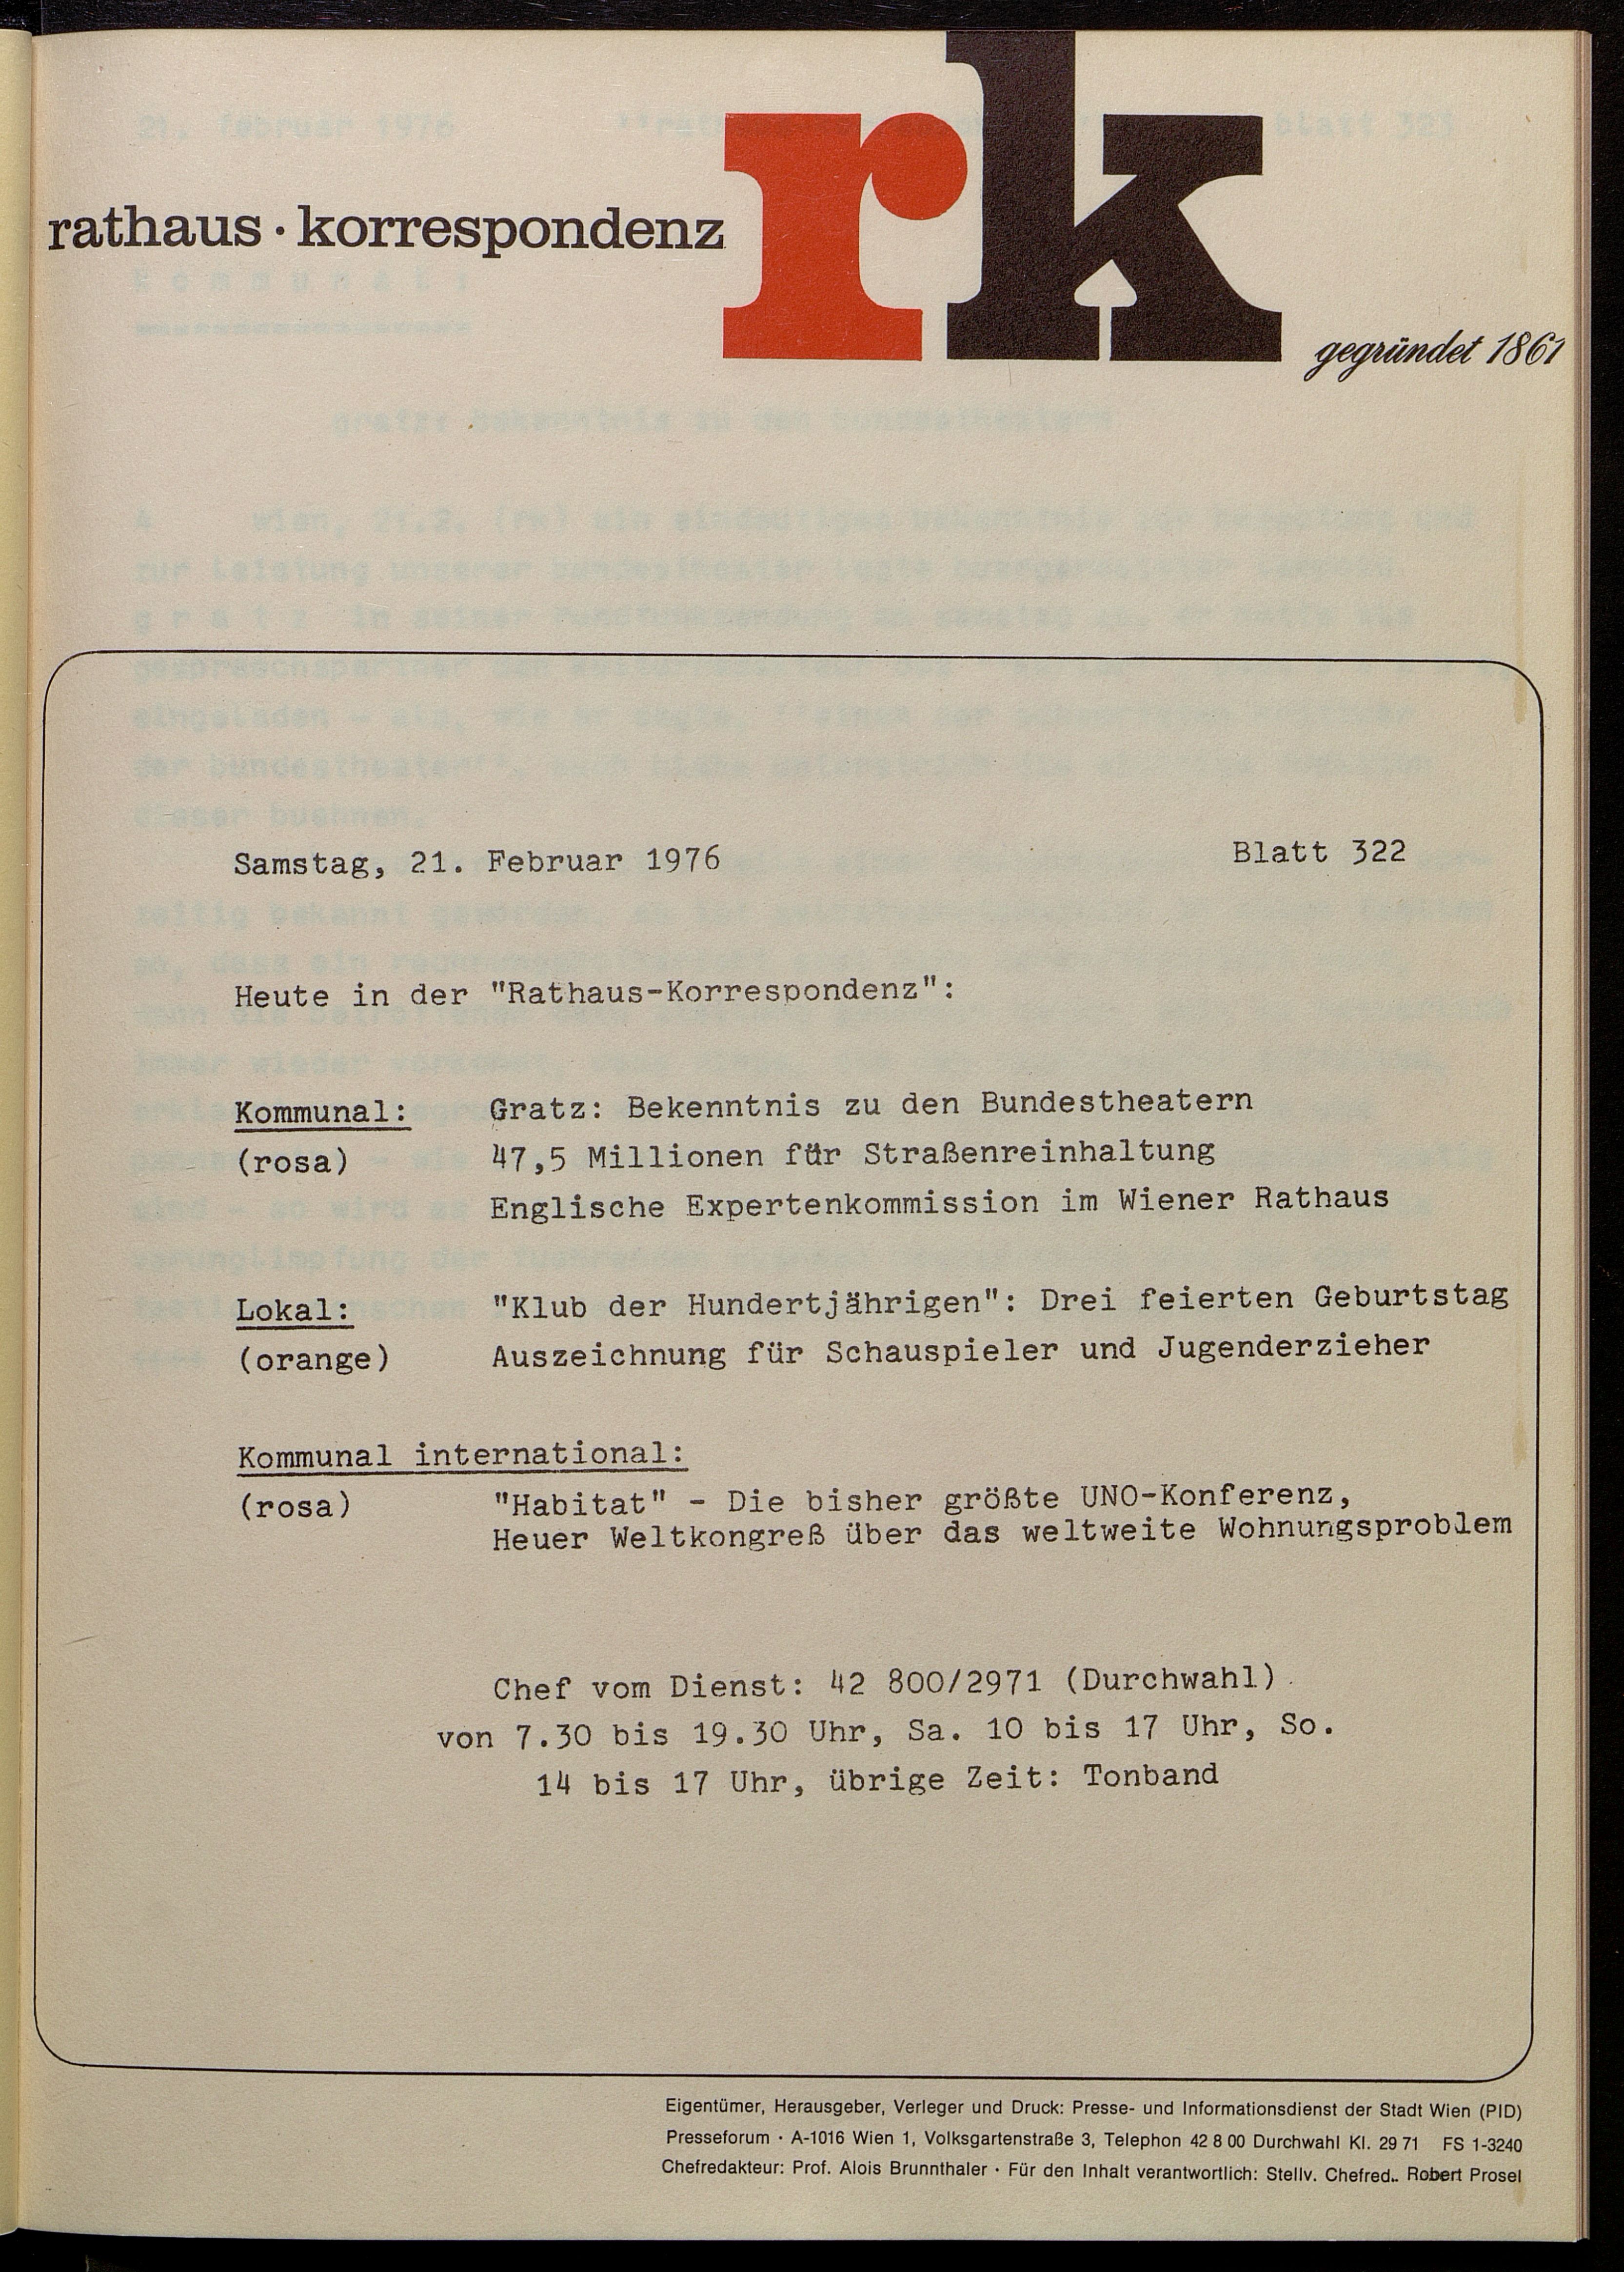 rk
rathaus · korrespondenz
gegründet 1861
Samstag, 21. Februar 1976 Blatt 322
Heute in der "Rathaus-Korrespondenz":
Kommunal: Gratz: Bekenntnis zu den Bundestheatern
(rosa) 47,5 Millionen für Straßenreinhaltung
Englische Expertenkommission im Wiener Rathaus
Lokal: "Klub der Hundertjährigen": Drei feierten Geburtstag
(orange) Auszeichnung für Schauspieler und Jugenderzieher
Kommunal international:
(rosa) "Habitat" - Die bisher größte UNO-Konferenz,
Heuer Weltkongreß über das weltweite Wohnungsproblem
Chef vom Dienst: 42 800/2971 (Durchwahl)
von 7.30 bis 19.30 Uhr, Sa. 10 bis 17 Uhr, So.
14 bis 17 Uhr, übrige Zeit: Tonband
Eigentümer, Herausgeber, Verleger und Druck: Presse- und Informationsdienst der Stadt Wien (PID)
Presseforum · A-1016 Wien 1, Volksgartenstraße 3, Telephon 42 8 00 Durchwahl Kl. 29 71 FS 1-3240
Chefredakteur: Prof. Alois Brunnthaler · Für den Inhalt verantwortlich: Stellv. Chefred.. Robert Prosel